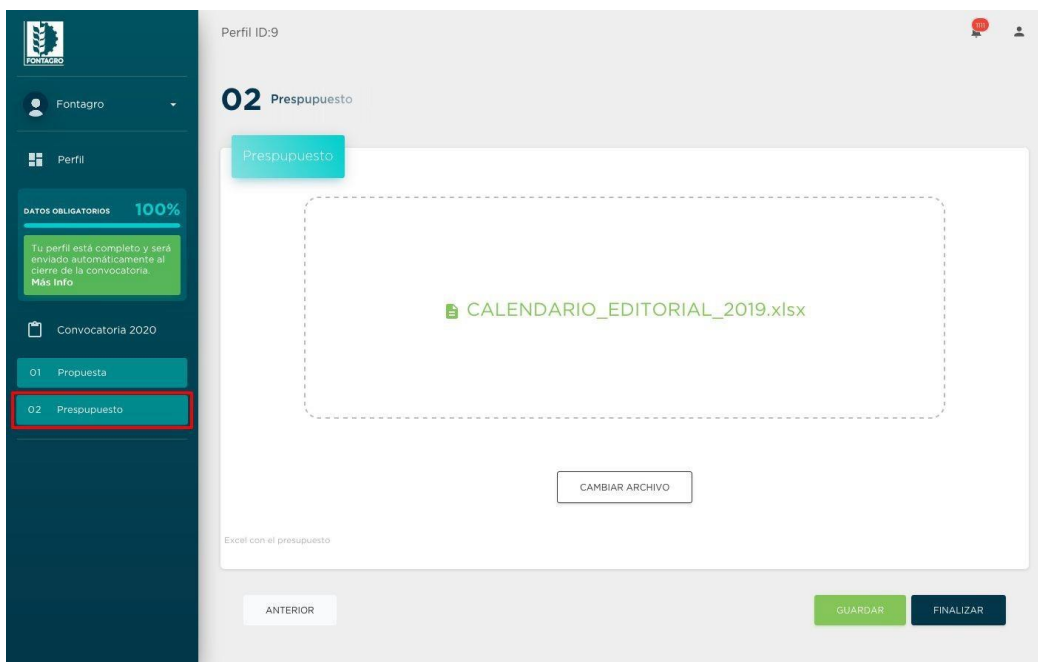 FONTAGRO
Fontagro
Perfil
DATOS OBLIGATORIOS 100%
Tu perfil está completo y será
enviado automáticamente al
cierre de la convocatoria.
Más Info
Convocatoria 2020
01 Propuesta
02 Prespupuesto
Perfil ID:9
02 Prespupuesto
Prespupuesto
CALENDARIO_EDITORIAL_2019.xlsx
CAMBIAR ARCHIVO
Excel con el presupuesto
ANTERIOR
GUARDAR
FINALIZAR